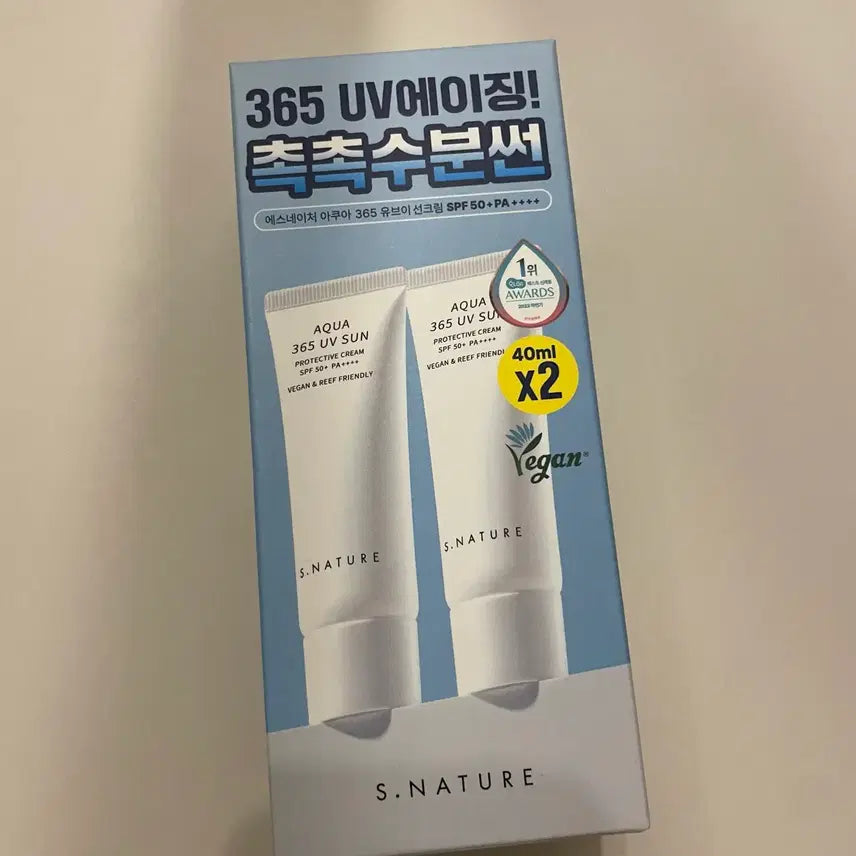 365 UV에이징!
촉촉수분썬
에스네이처 아쿠아 365 유브이 선크림 SPF 50+PA++++
AQUA
365 UV SUN
PROTECTIVE CREAM
SPF 50+ PA++++
VEGAN & REEF FRIENDLY
S.NATURE
AQUA
365 UV SUN
PROTECTIVE CREAM
SPF 50+ PA++++
VEGAN & REEF FRIENDLY
S.NATURE
1위
AWARDS
40ml
x2
Vegan®
S.NATURE